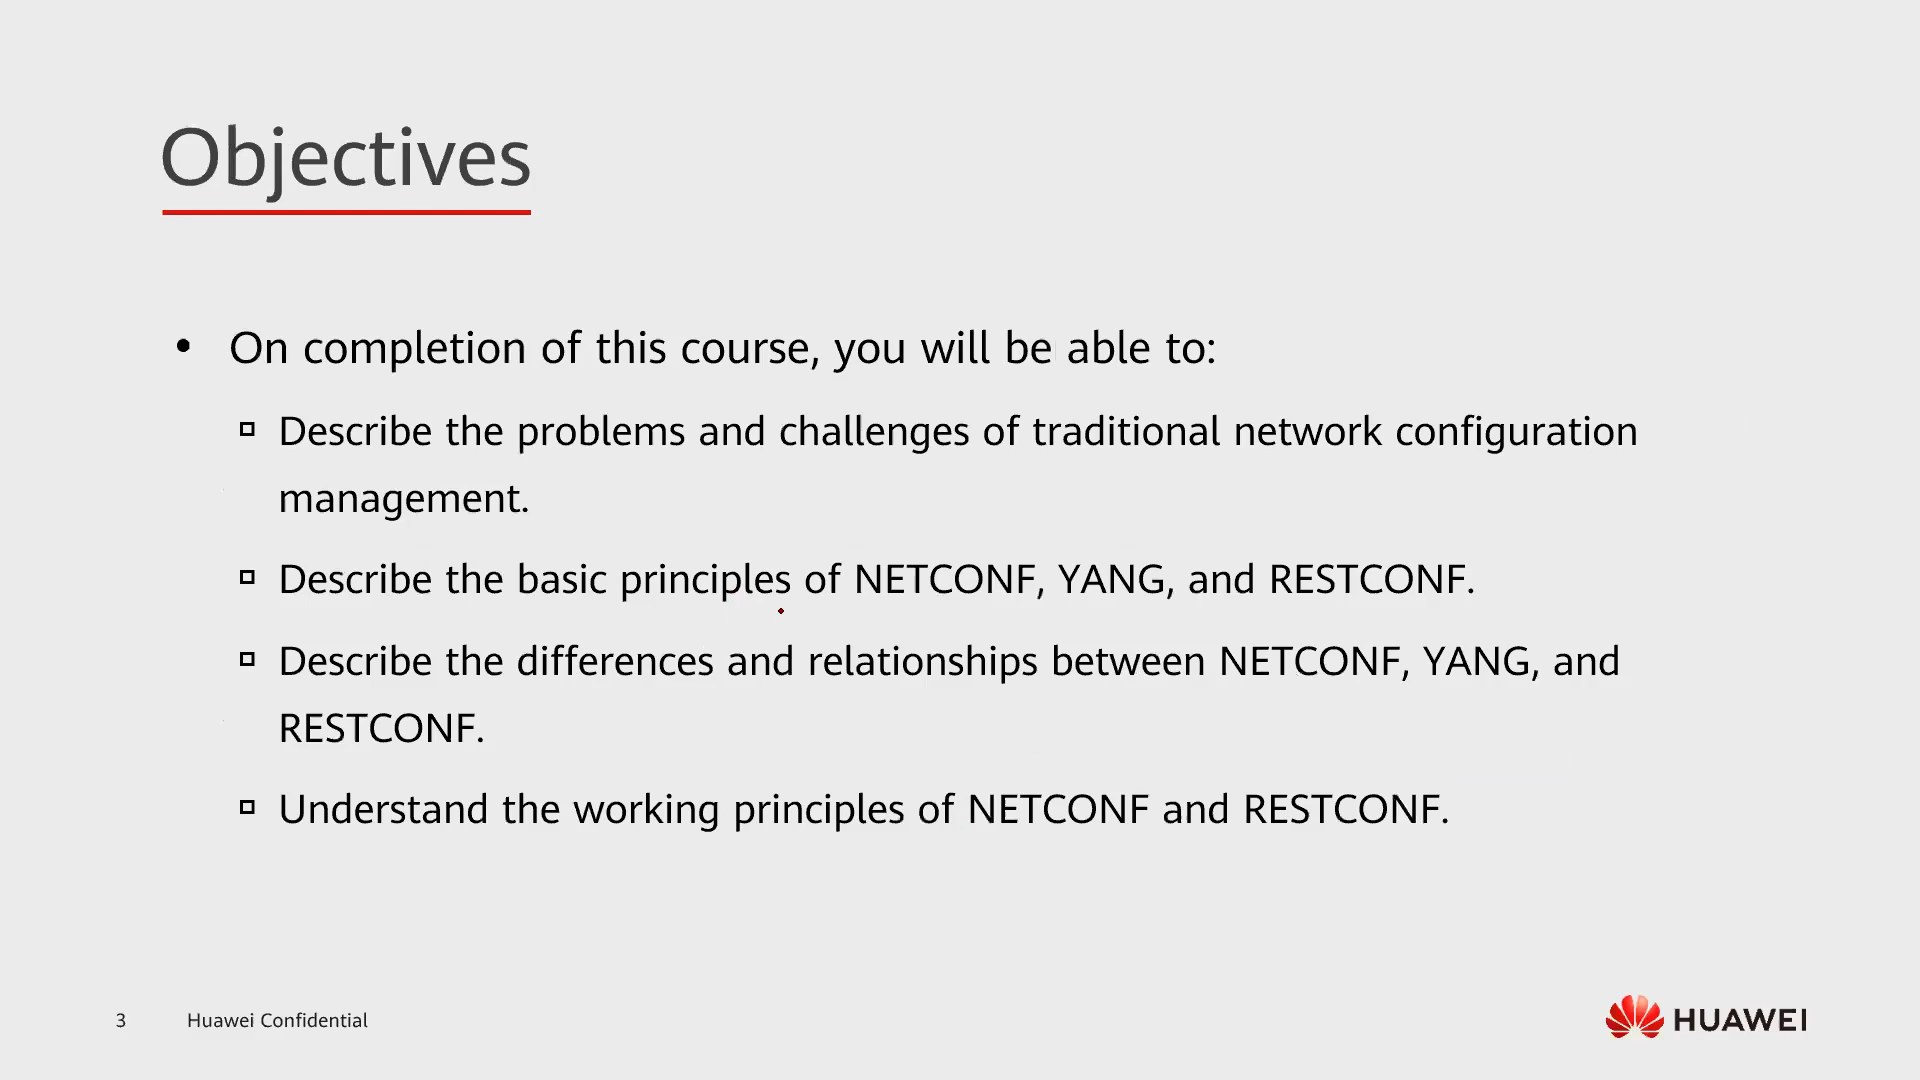 Objectives
• On completion of this course, you will be able to:
▫ Describe the problems and challenges of traditional network configuration
management.
▫ Describe the basic principles of NETCONF, YANG, and RESTCONF.
▫ Describe the differences and relationships between NETCONF, YANG, and
RESTCONF.
▫ Understand the working principles of NETCONF and RESTCONF.
3 Huawei Confidential
HUAWEI